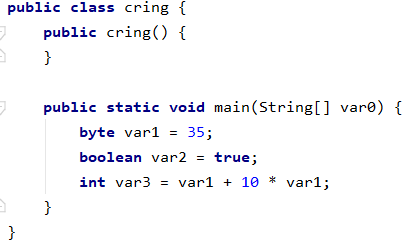 public class cring {
public cring() {
}
public static void main(String[] var0) {
byte var1 = 35;
boolean var2 = true;
int var3 = var1 + 10 * var1;
}
}